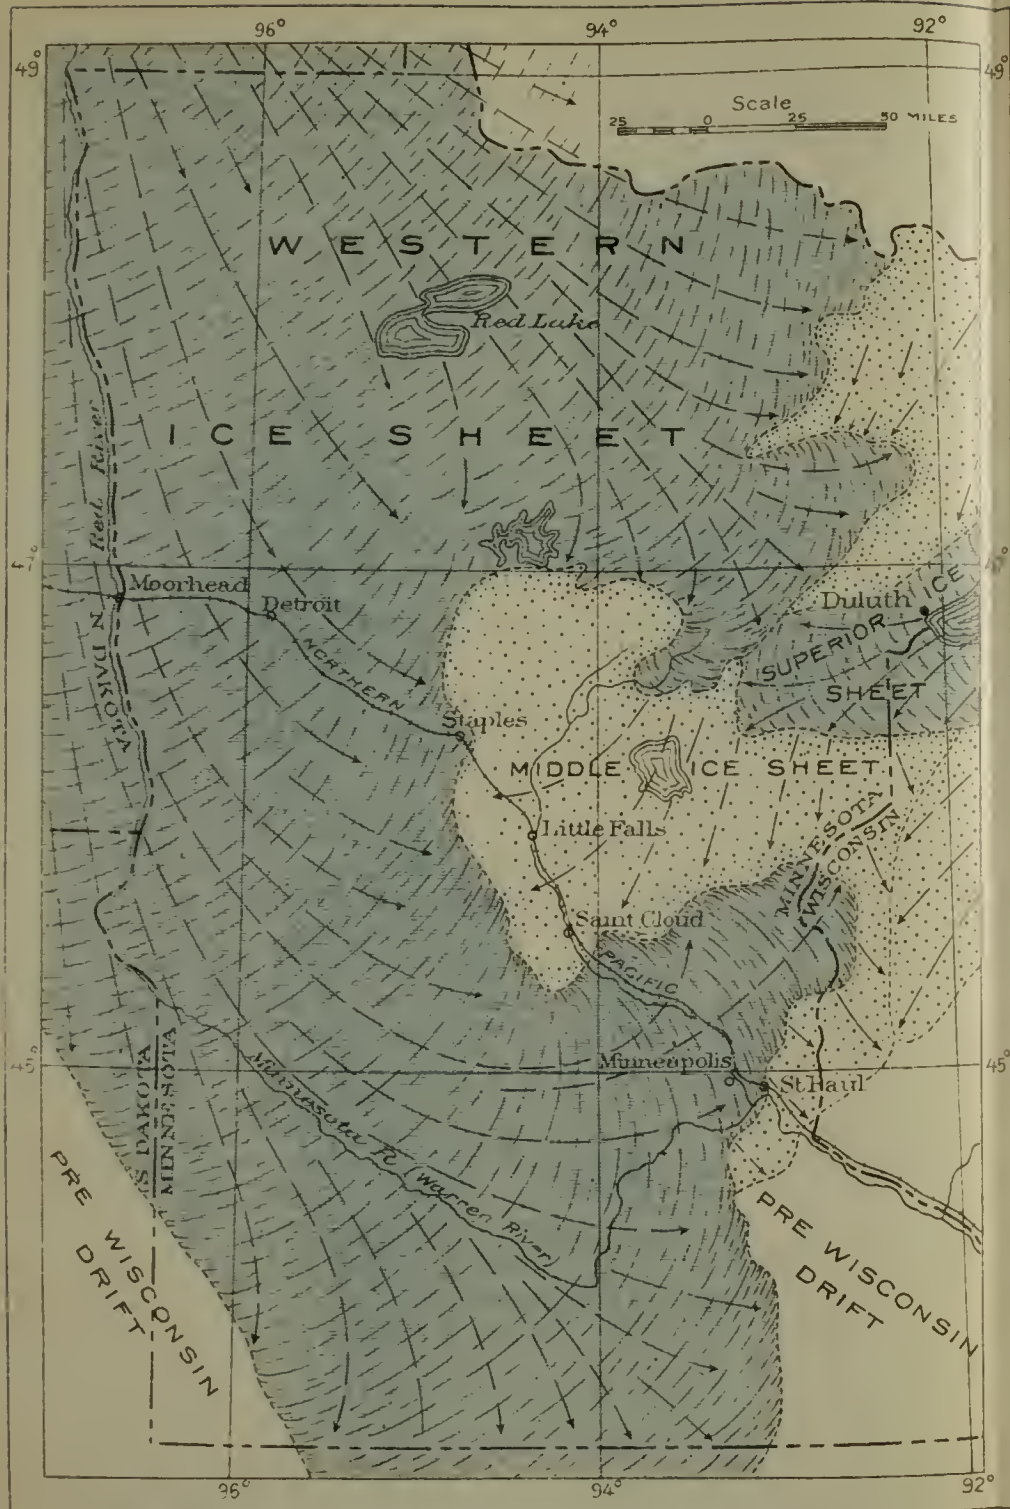 96° 94° 92°
49° 49°
Scale
25 0 25 50 MILES
WESTERN
Red Lake
ICE SHEET
Red River
47° 47°
Moorhead
Detroit
Duluth
SUPERIOR ICE
SHEET
N DAKOTA
NORTHERN
Staples
MIDDLE ICE SHEET
Little Falls
MINNESOTA
WISCONSIN
Saint Cloud
PACIFIC
45° 45°
Minneapolis
St Paul
S DAKOTA
MINNESOTA
Minnesota R (Warren River)
PRE WISCONSIN
DRIFT
PRE WISCONSIN
DRIFT
96° 94° 92°